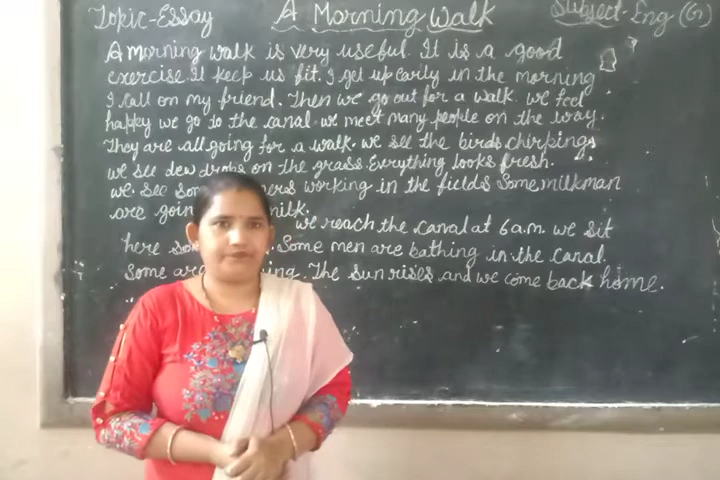 Topic-Essay A Morning Walk Subject-Eng (G)
A morning walk is very useful. It is a good
exercise. It keep us fit. I get up early in the morning
I call on my friend. Then we go out for a walk. we feel
happy we go to the canal. we meet many people on the way.
They are all going for a walk. we see the birds chirpings
we see dew drops on the grass. Everything looks fresh.
we see working in the fields Some milkman
are milk.
we reach the canal at 6 a.m. we sit
here Some men are bathing in the canal.
Some The sun rises and we come back home.